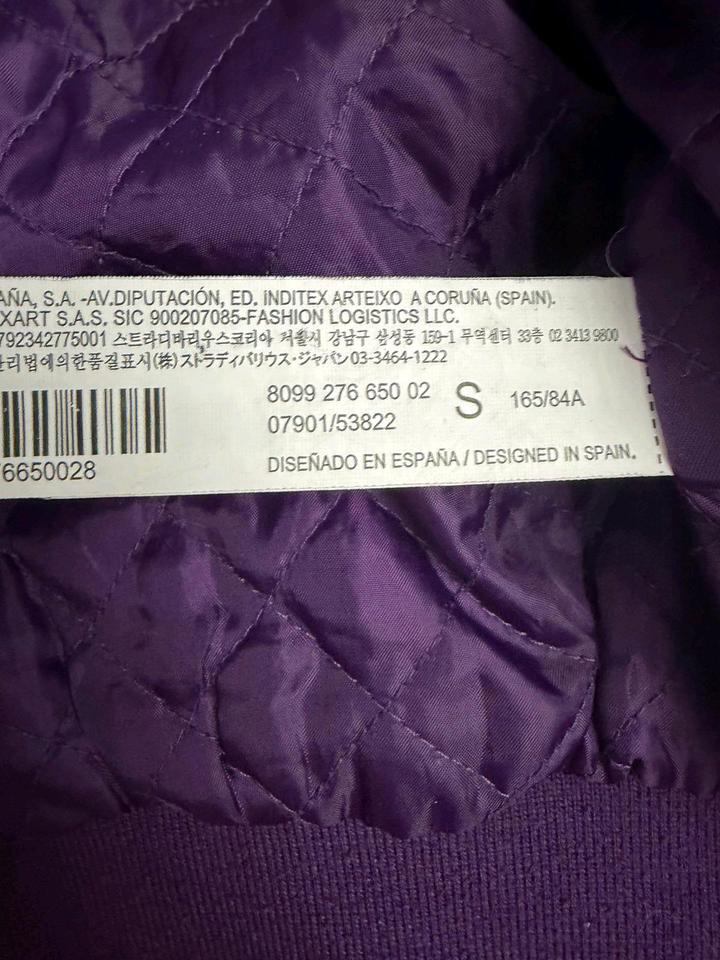 AÑA, S.A. -AV.DIPUTACIÓN, ED. INDITEX ARTEIXO A CORUÑA (SPAIN).
XART S.A.S. SIC 900207085-FASHION LOGISTICS LLC.
792342775001 스트라디바리우스코리아 서울시 강남구 삼성동 159-1 무역센터 33층 02 3413 9800
관리법에의한품질표시(株)ストラディバリウス・ジャパン03-3464-1222
8099 276 650 02 S 165/84A
07901/53822
6650028
DISEÑADO EN ESPAÑA / DESIGNED IN SPAIN.